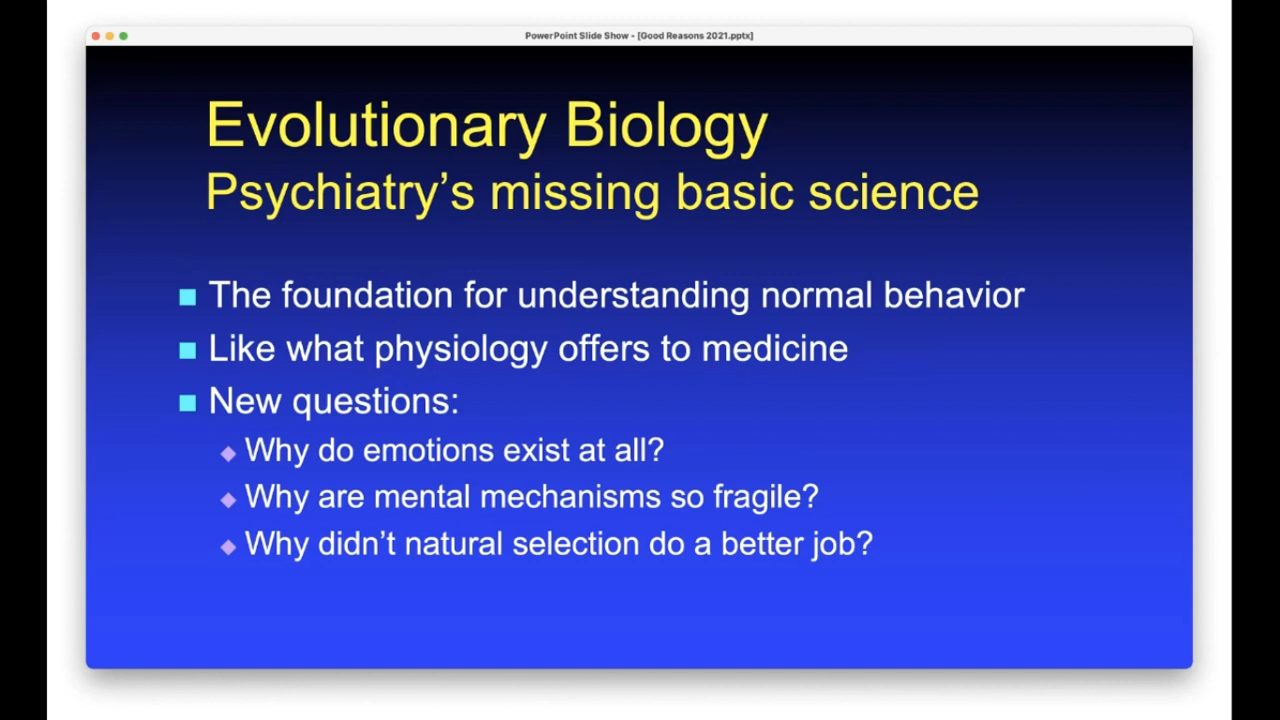 PowerPoint Slide Show - [Good Reasons 2021.pptx]
Evolutionary Biology
Psychiatry’s missing basic science
The foundation for understanding normal behavior
Like what physiology offers to medicine
New questions:
Why do emotions exist at all?
Why are mental mechanisms so fragile?
Why didn’t natural selection do a better job?